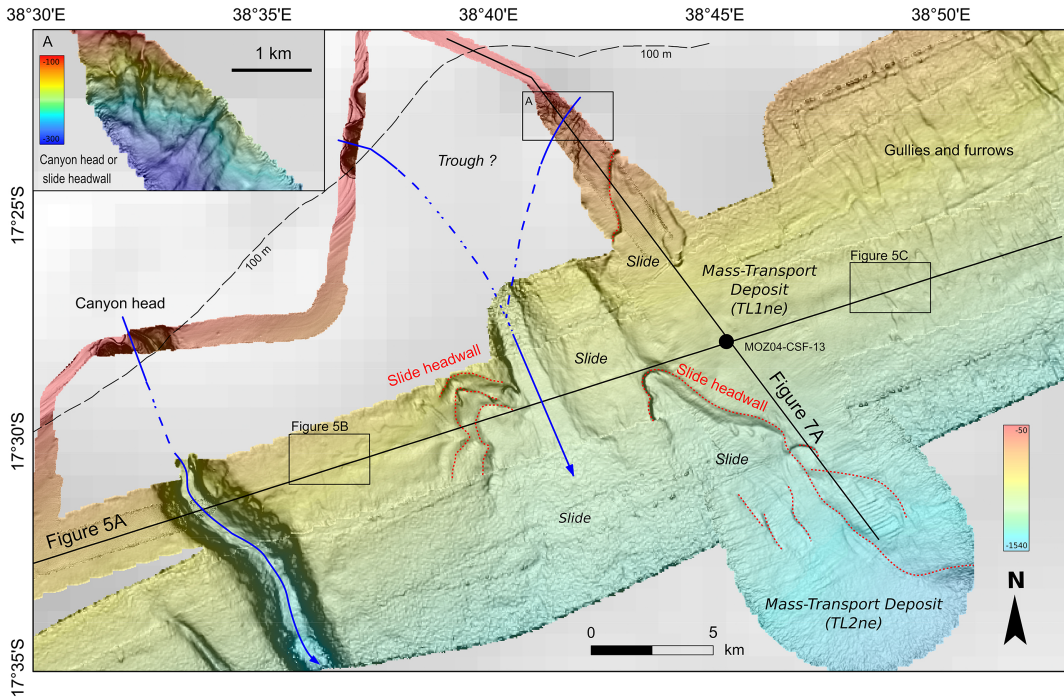 38°30'E 38°35'E 38°40'E 38°45'E 38°50'E
A
-100
-300
1 km
Canyon head or
slide headwall
100 m
A
Trough ?
Gullies and furrows
17°25'S
100 m
Slide
Mass-Transport
Deposit
(TL1ne)
Figure 5C
Canyon head
MOZ04-CSF-13
Slide headwall
Slide
Slide headwall
Figure 7A
17°30'S
Figure 5B
-50
-1540
Slide
Slide
Figure 5A
N
Mass-Transport Deposit
(TL2ne)
0 5
km
17°35'S